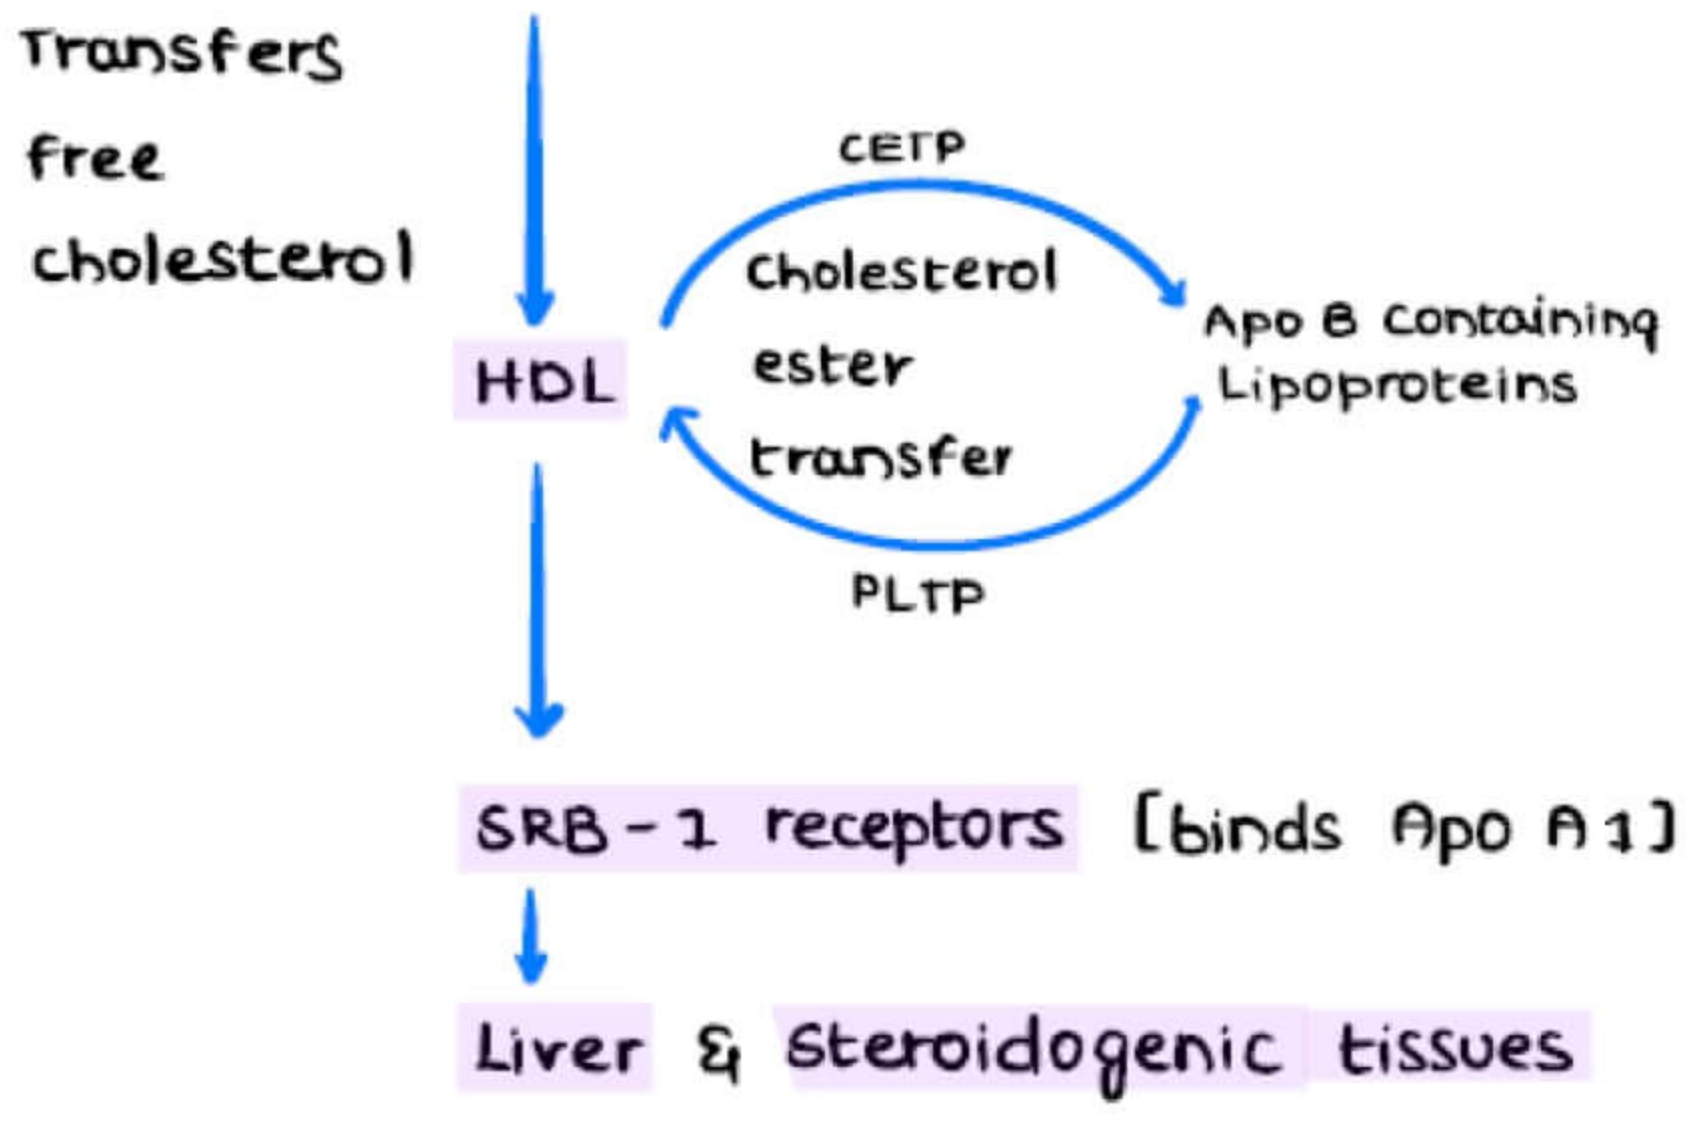 Transfers
free
cholesterol
CETP
Cholesterol
ester
transfer
Apo B Containing
Lipoproteins
HDL
PLTP
SRB-1 receptors [binds Apo A1]
Liver & Steroidogenic tissues